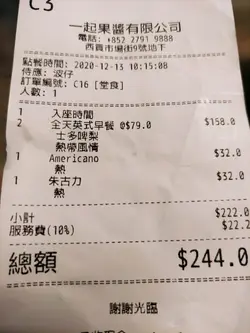 C3
一起果醬有限公司
電話: +852 2791 9888
西貢市場街9號地下
點餐時間: 2020-12-13 10:15:08
侍應: 波仔
訂單編號: C16 [堂食]
人數: 1
1 入座時間
2 全天英式早餐 @$79.0 $158.0
士多啤梨
熱帶風情
1 Americano $32.0
熱
1 朱古力 $32.0
熱
小計 $222.0
服務費(10%) $22.2
總額 $244.0
謝謝光臨